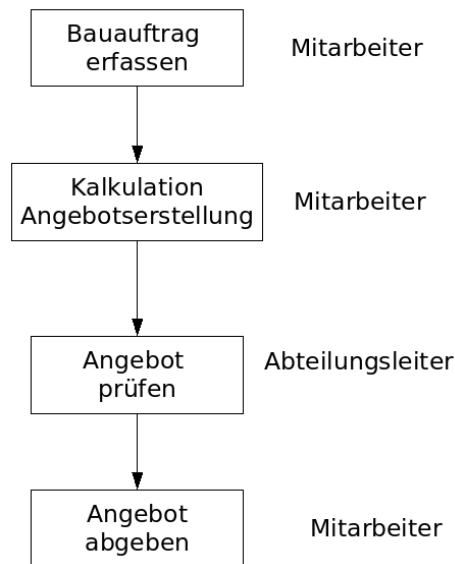 Bauauftrag
erfassen
Mitarbeiter
Kalkulation
Angebotserstellung
Mitarbeiter
Angebot
prüfen
Abteilungsleiter
Angebot
abgeben
Mitarbeiter